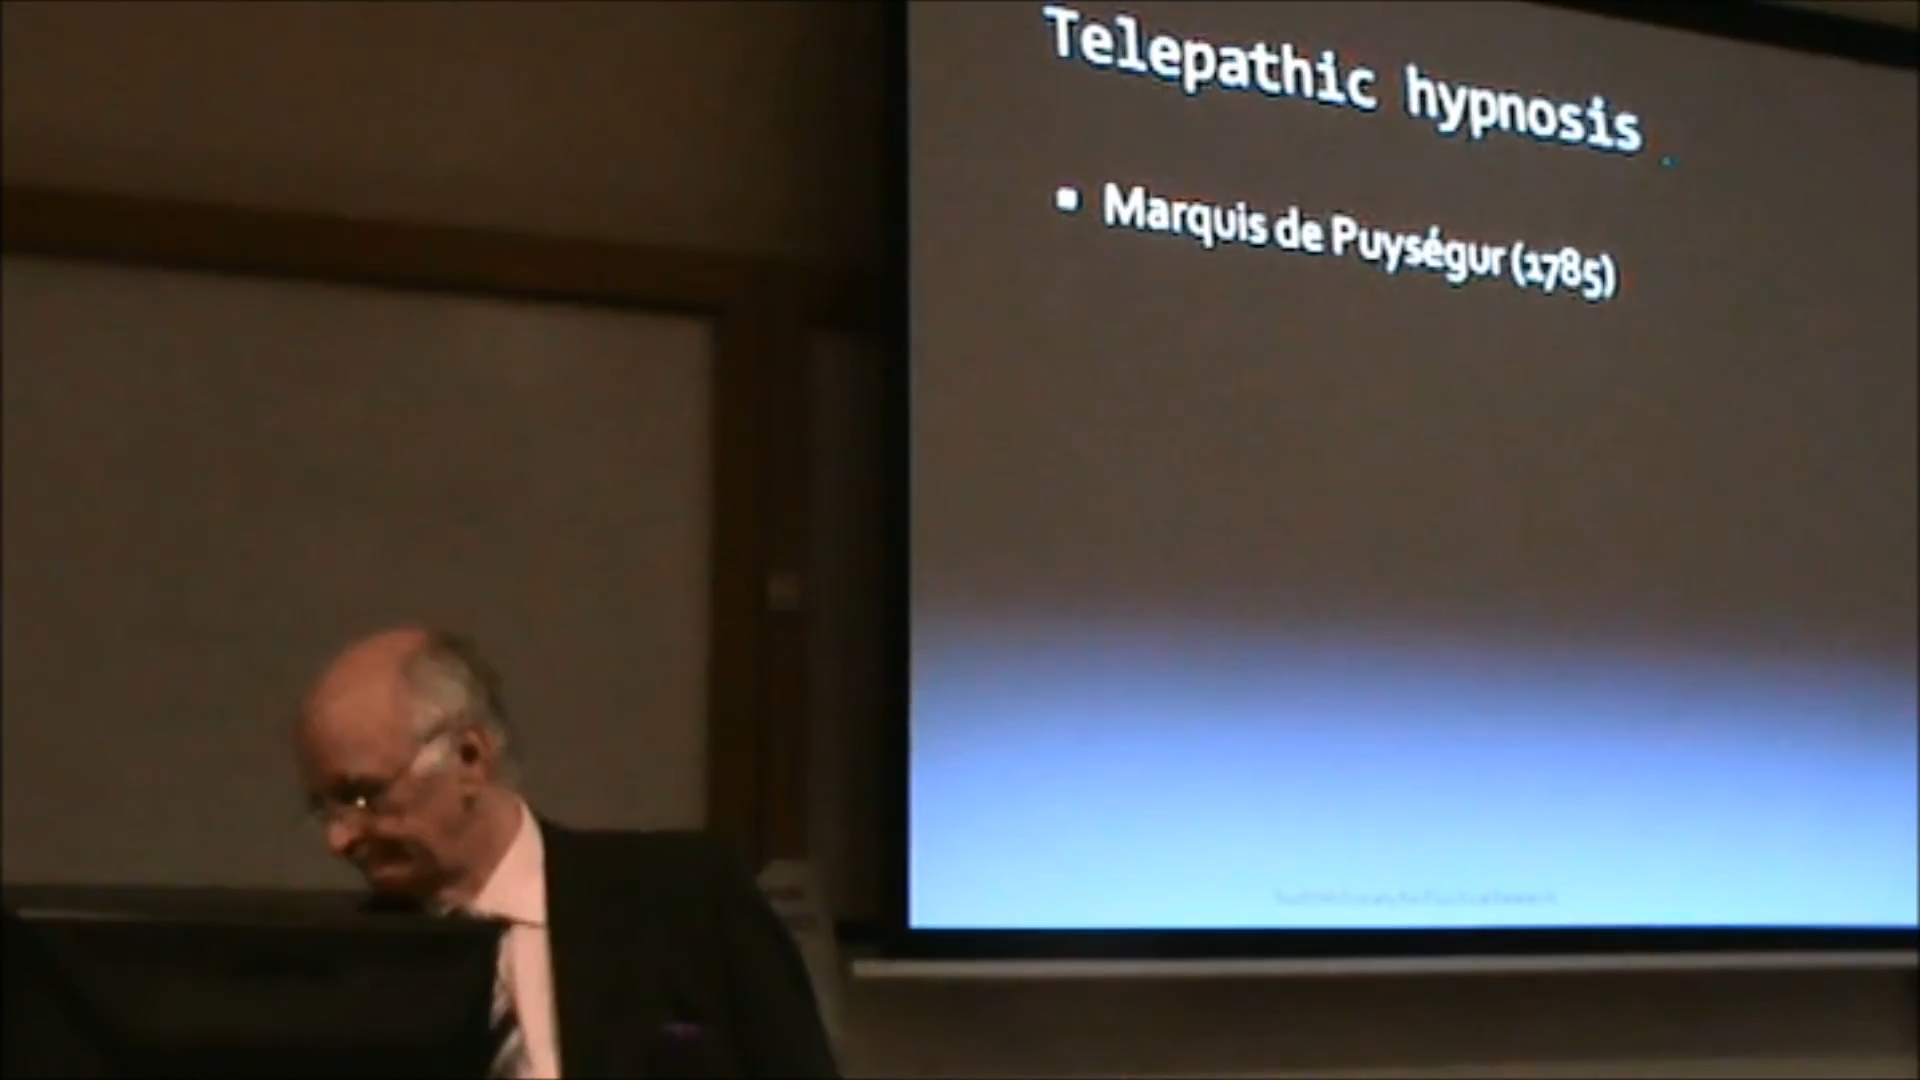 Telepathic hypnosis
▪ Marquis de Puységur (1785)